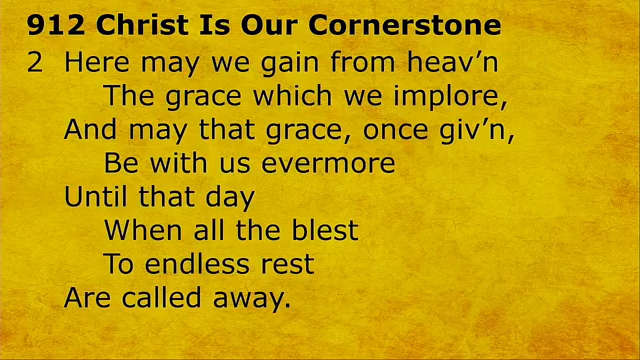 912 Christ Is Our Cornerstone
2 Here may we gain from heav’n
The grace which we implore,
And may that grace, once giv’n,
Be with us evermore
Until that day
When all the blest
To endless rest
Are called away.